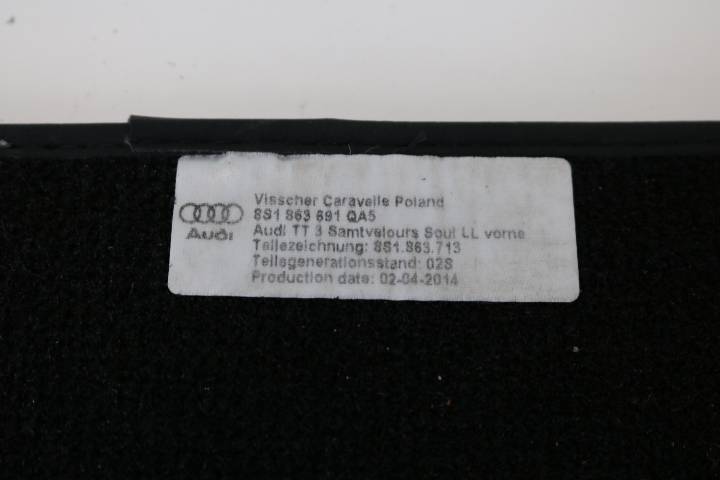 Visscher Caravelle Poland
8S1 863 691 QA5
Audi TT 3 Samtvelours Soul LL vorne
Teilezeichnung: 8S1.863.713
Teilegenerationsstand: 02S
Production date: 02-04-2014
Audi